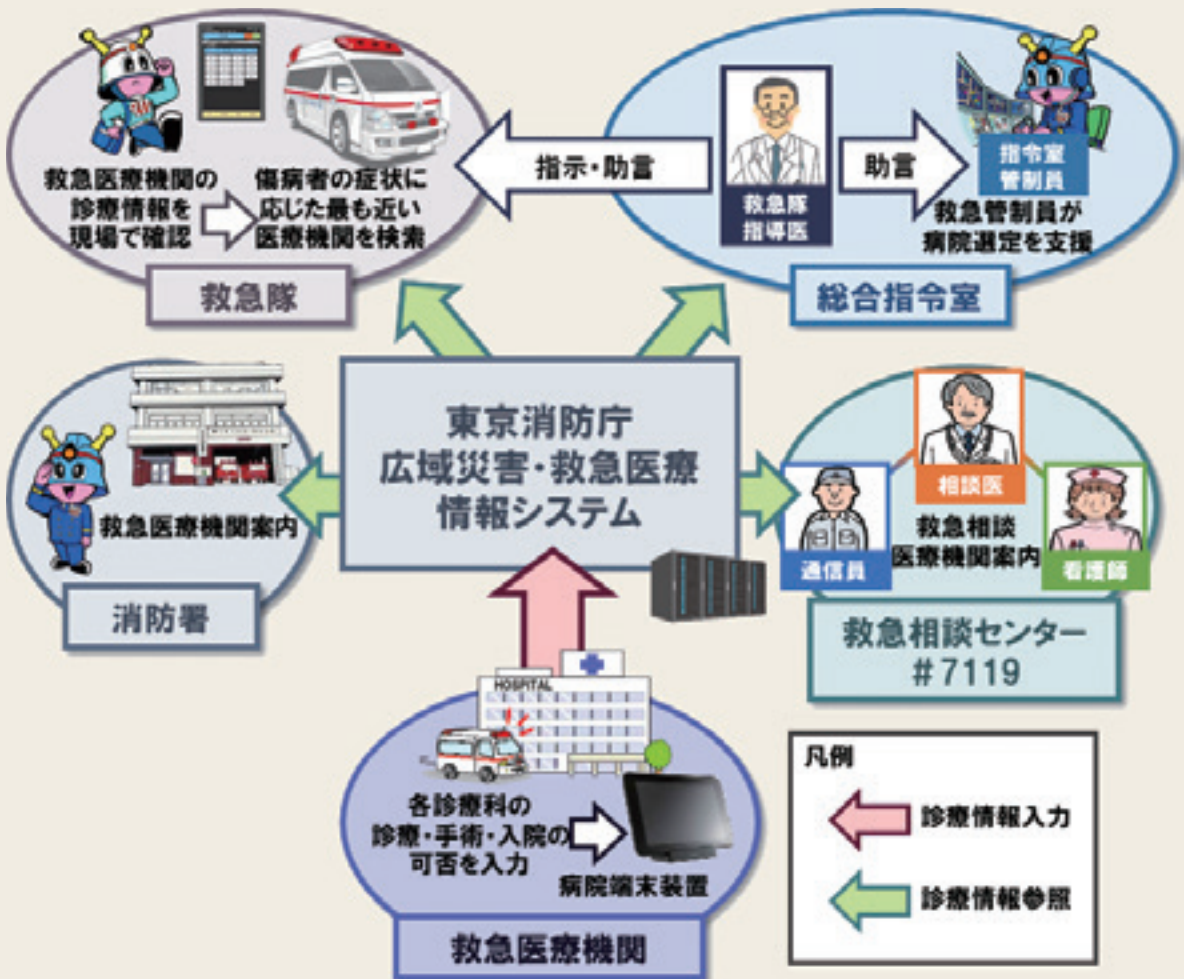 救急医療機関の
診療情報を
現場で確認
傷病者の症状に
応じた最も近い
医療機関を検索
救急隊
指示・助言
救急隊
指導医
助言
指令室
管制員
救急管制員が
病院選定を支援
総合指令室
東京消防庁
広域災害・救急医療
情報システム
救急医療機関案内
消防署
相談医
通信員
救急相談
医療機関案内
看護師
救急相談センター
#7119
HOSPITAL
各診療科の
診療・手術・入院の
可否を入力
病院端末装置
救急医療機関
凡例
診療情報入力
診療情報参照